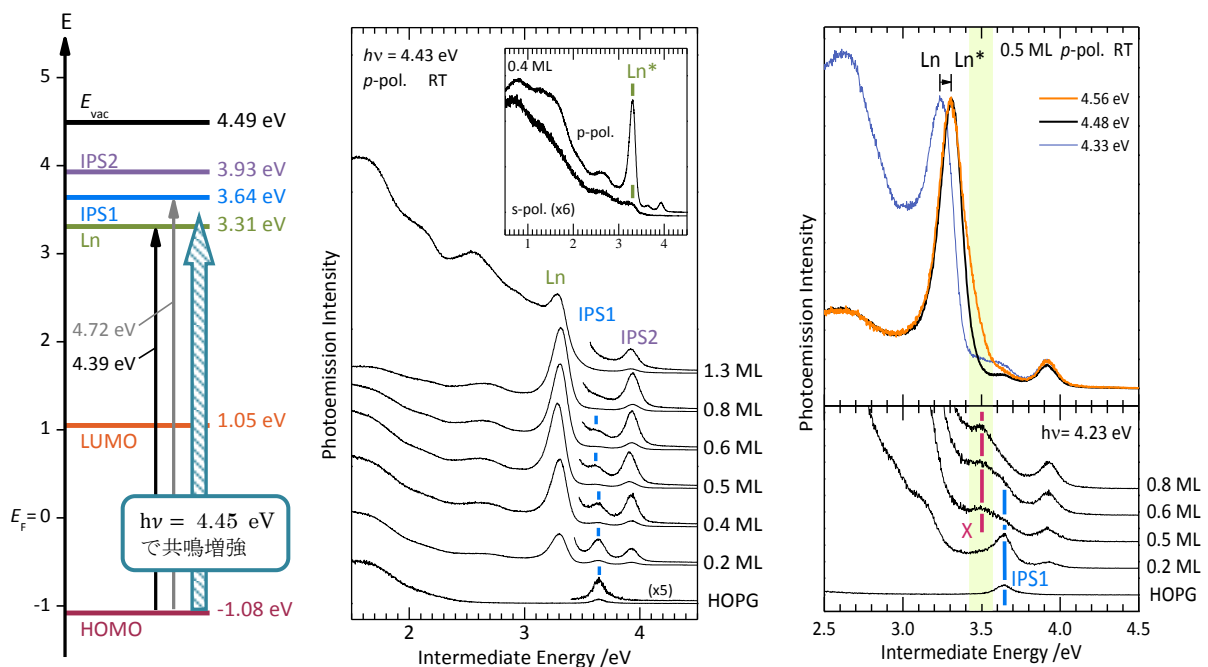 E
5
E vac
4.49 eV
4
IPS2
3.93 eV
3.64 eV
IPS1
3.31 eV
Ln
3
2
4.72 eV
4.39 eV
1.05 eV
1
LUMO
E F = 0
hν = 4.45 eV
で共鳴増強
-1
-1.08 eV
HOMO
Photoemission Intensity
hν = 4.43 eV
p-pol. RT
0.4 ML
Ln*
p-pol.
s-pol. (x6)
1 2 3 4
Ln
IPS1
IPS2
1.3 ML
0.8 ML
0.6 ML
0.5 ML
0.4 ML
0.2 ML
(x5)
HOPG
2 3 4
Intermediate Energy /eV
Photoemission Intensity
Ln Ln*
0.5 ML p-pol. RT
4.56 eV
4.48 eV
4.33 eV
hν= 4.23 eV
0.8 ML
0.6 ML
X
0.5 ML
0.2 ML
IPS1
HOPG
2.5 3.0 3.5 4.0 4.5
Intermediate Energy /eV